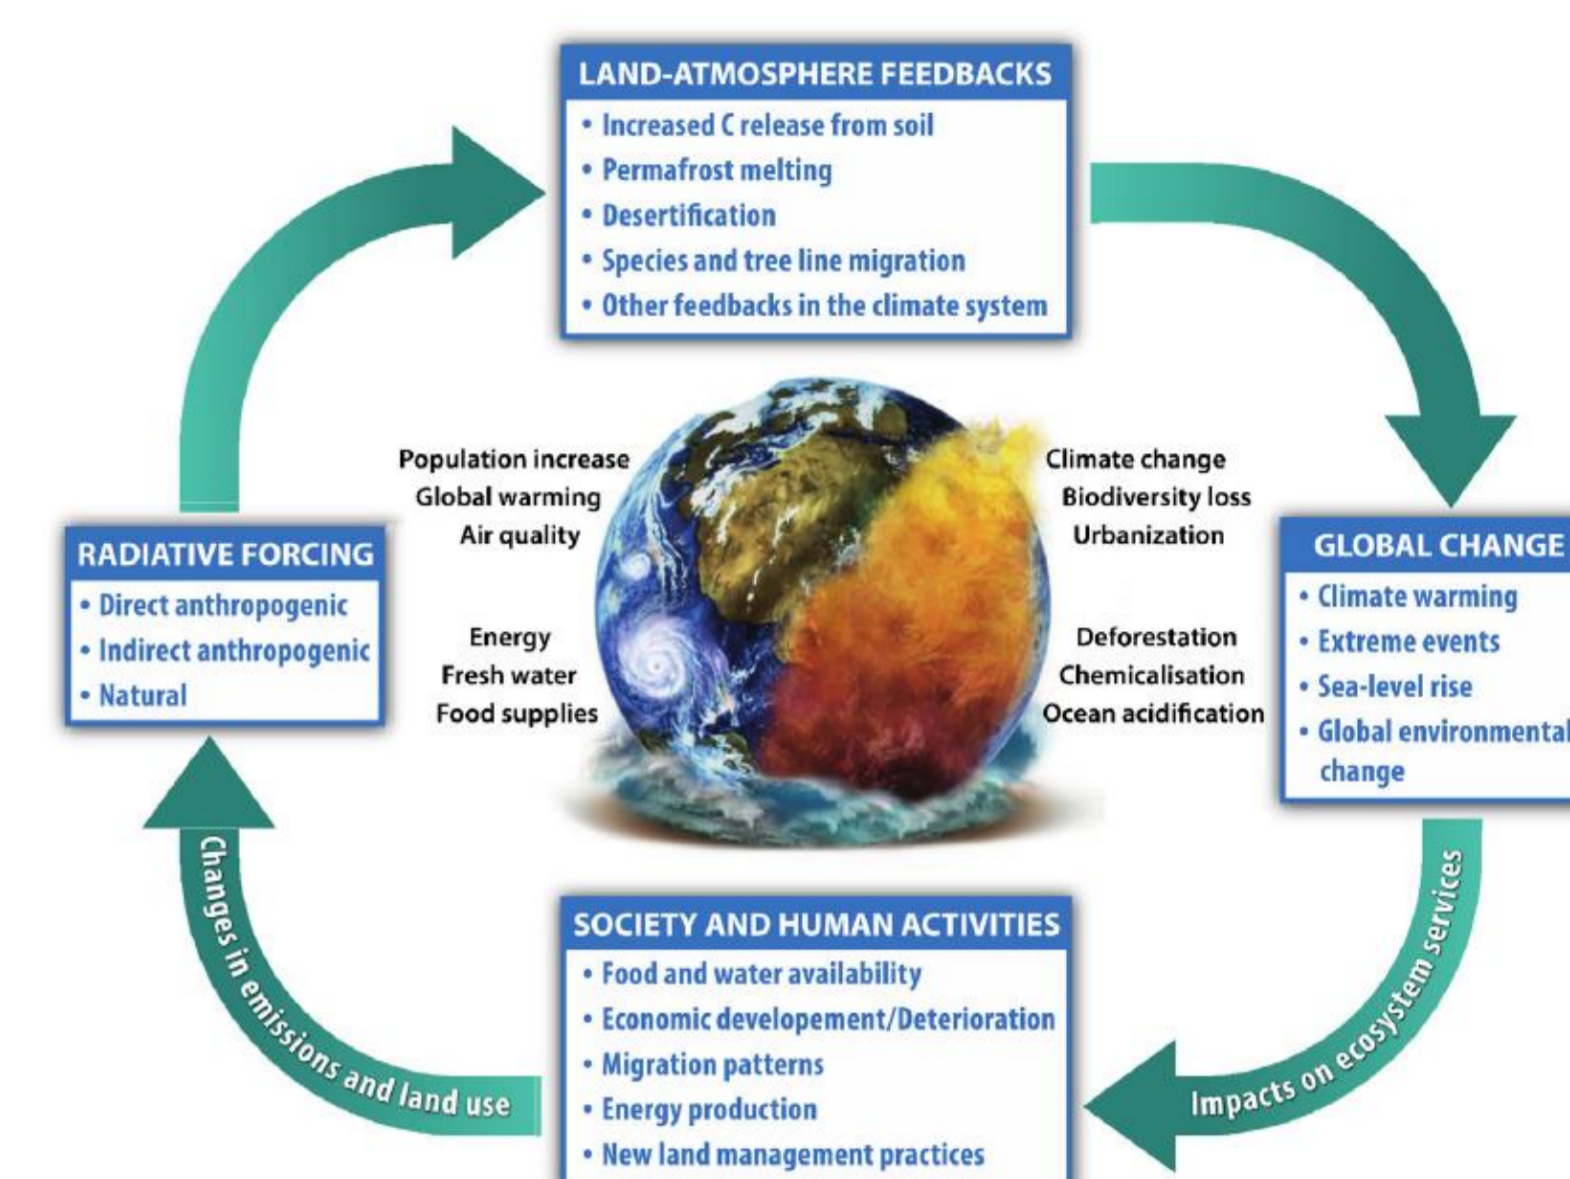 LAND-ATMOSPHERE FEEDBACKS
• Increased C release from soil
• Permafrost melting
• Desertification
• Species and tree line migration
• Other feedbacks in the climate system
Population increase
Global warming
Air quality
Climate change
Biodiversity loss
Urbanization
RADIATIVE FORCING
• Direct anthropogenic
• Indirect anthropogenic
• Natural
Energy
Fresh water
Food supplies
Deforestation
Chemicalisation
Ocean acidification
GLOBAL CHANGE
• Climate warming
• Extreme events
• Sea-level rise
• Global environmental
change
Changes in emissions and land use
SOCIETY AND HUMAN ACTIVITIES
• Food and water availability
• Economic developement/Deterioration
• Migration patterns
• Energy production
• New land management practices
Impacts on ecosystem services